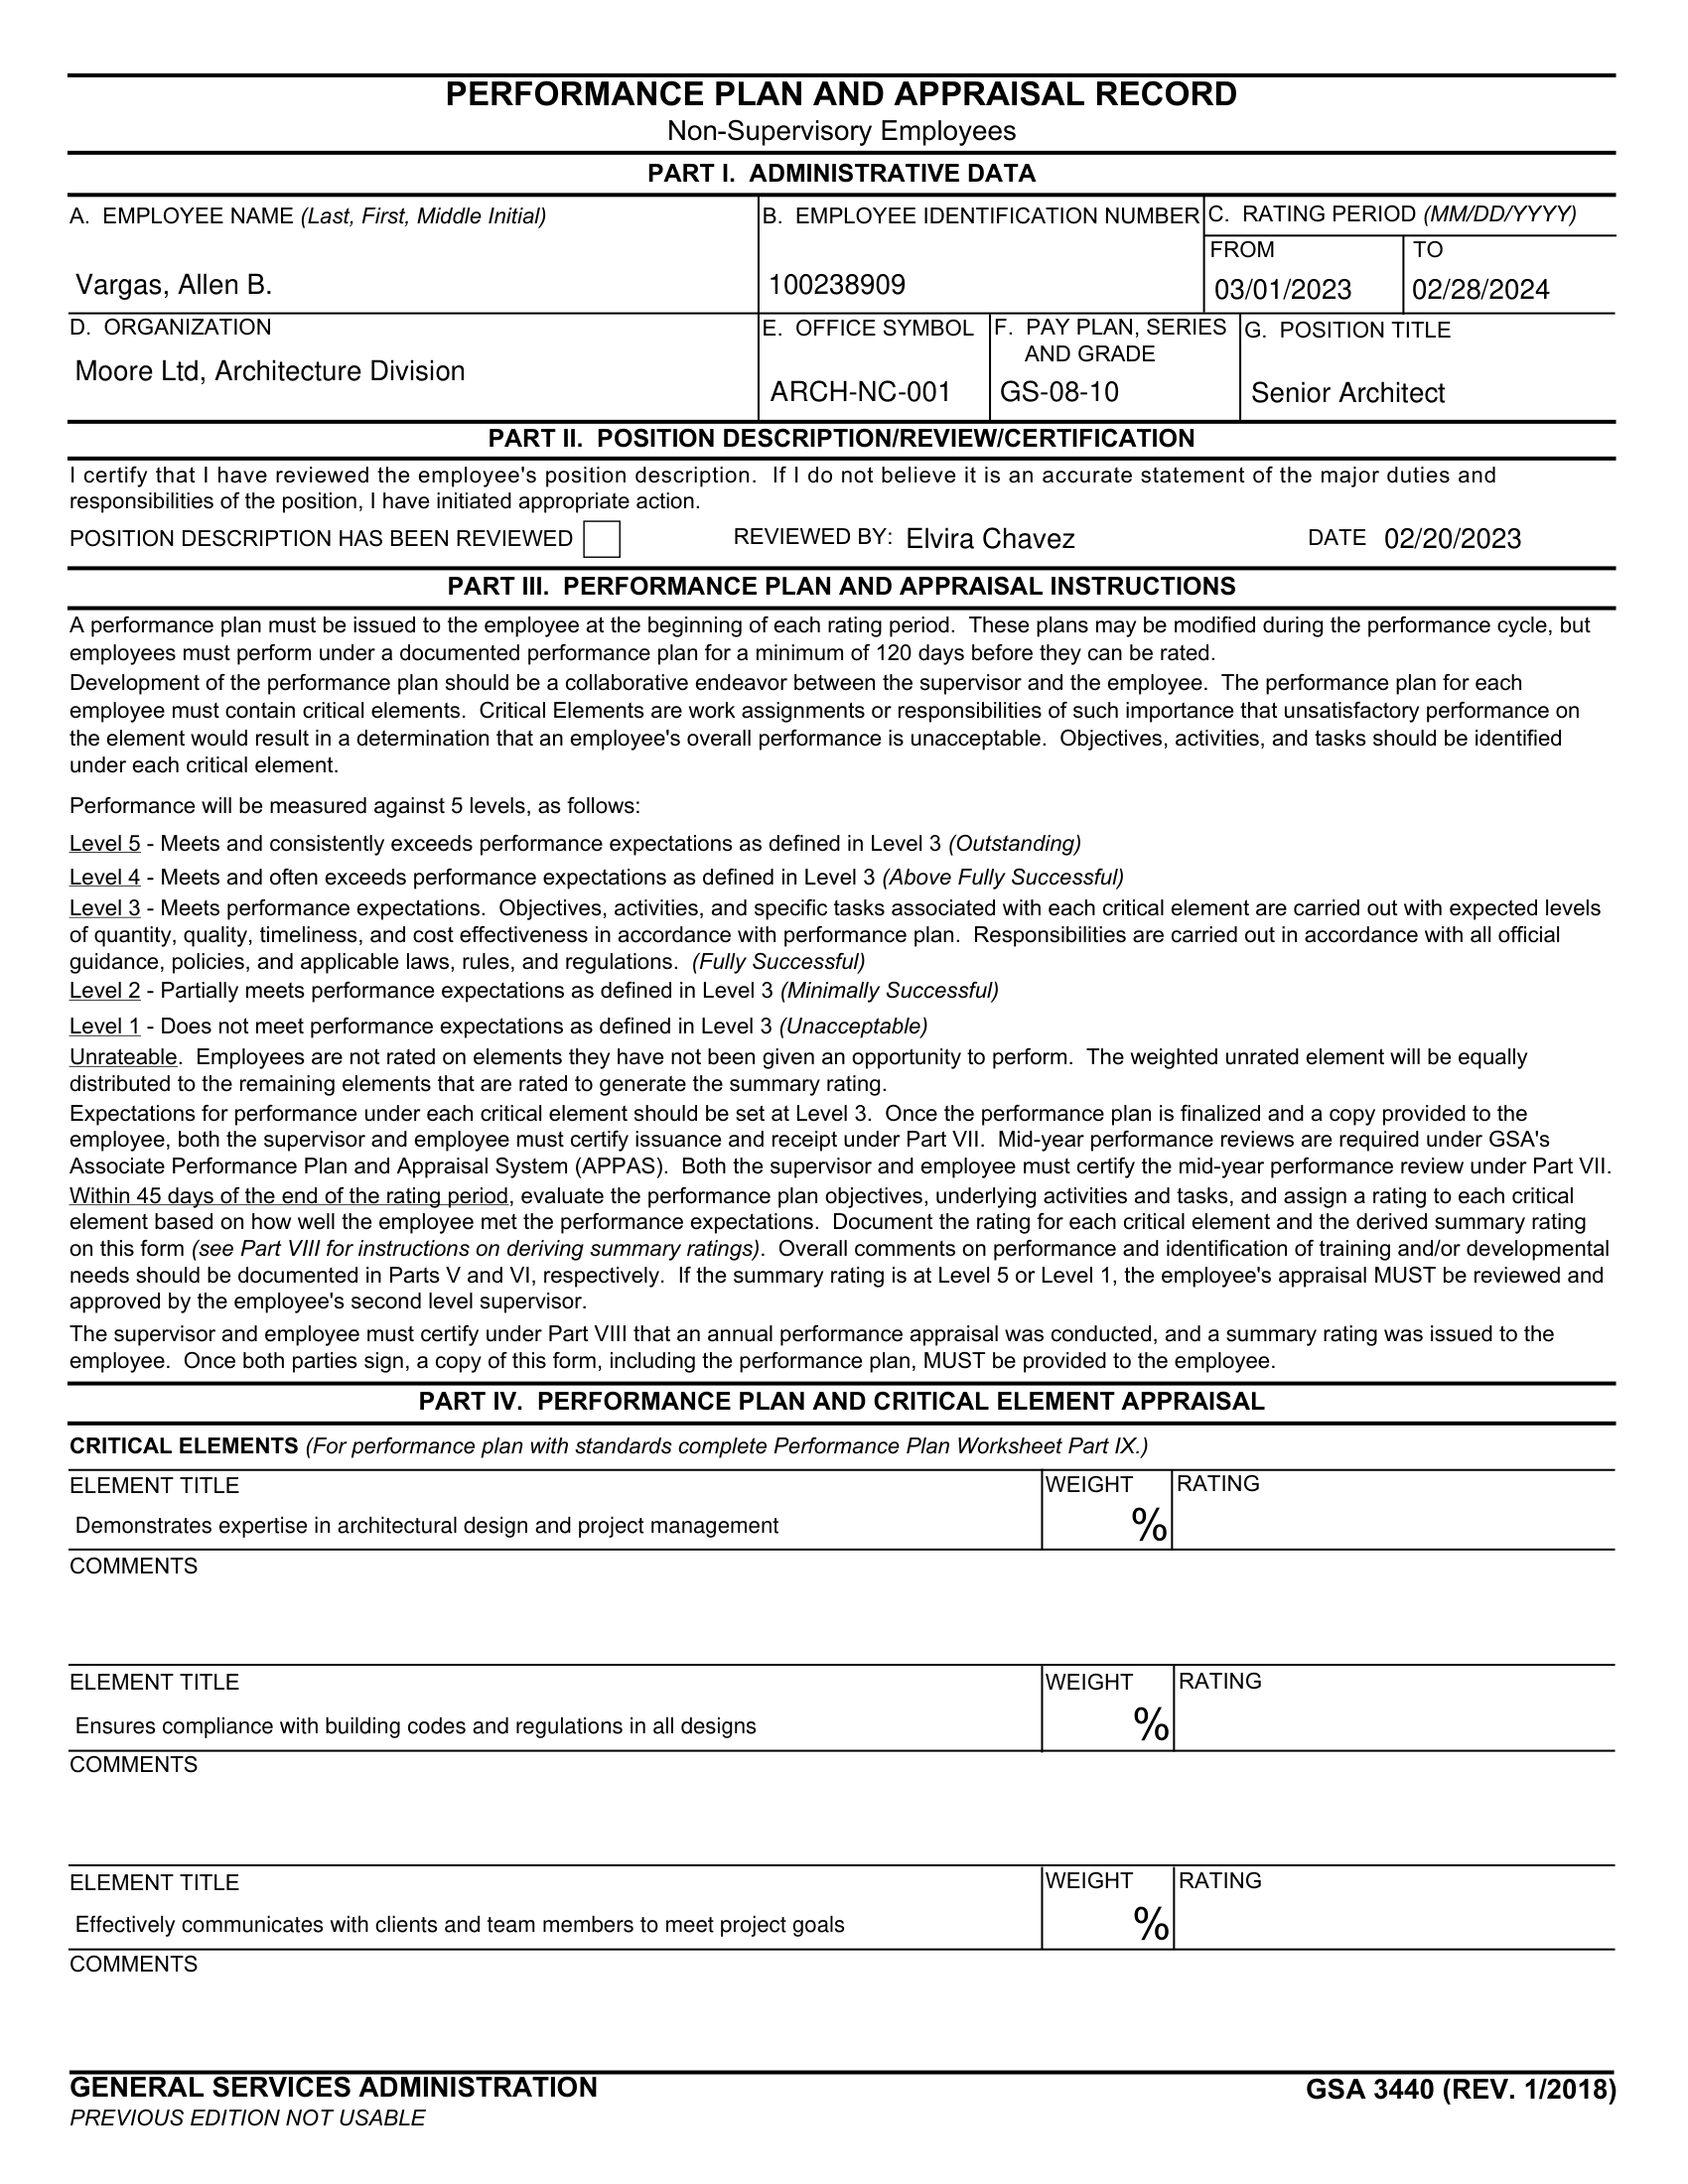 PERFORMANCE PLAN AND APPRAISAL RECORD
Non-Supervisory Employees
PART I.  ADMINISTRATIVE DATA
A.  EMPLOYEE NAME (Last, First, Middle Initial)
Vargas, Allen B.
B.  EMPLOYEE IDENTIFICATION NUMBER
100238909
C.  RATING PERIOD (MM/DD/YYYY)
FROM
03/01/2023
TO
02/28/2024
D.  ORGANIZATION
Moore Ltd, Architecture Division
E.  OFFICE SYMBOL
ARCH-NC-001
F.  PAY PLAN, SERIES
AND GRADE
GS-08-10
G.  POSITION TITLE
Senior Architect
PART II.  POSITION DESCRIPTION/REVIEW/CERTIFICATION
I certify that I have reviewed the employee's position description.  If I do not believe it is an accurate statement of the major duties and
responsibilities of the position, I have initiated appropriate action.
POSITION DESCRIPTION HAS BEEN REVIEWED
REVIEWED BY: Elvira Chavez
DATE 02/20/2023
PART III.  PERFORMANCE PLAN AND APPRAISAL INSTRUCTIONS
A performance plan must be issued to the employee at the beginning of each rating period.  These plans may be modified during the performance cycle, but
employees must perform under a documented performance plan for a minimum of 120 days before they can be rated.
Development of the performance plan should be a collaborative endeavor between the supervisor and the employee.  The performance plan for each
employee must contain critical elements.  Critical Elements are work assignments or responsibilities of such importance that unsatisfactory performance on
the element would result in a determination that an employee's overall performance is unacceptable.  Objectives, activities, and tasks should be identified
under each critical element.
Performance will be measured against 5 levels, as follows:
Level 5 - Meets and consistently exceeds performance expectations as defined in Level 3 (Outstanding)
Level 4 - Meets and often exceeds performance expectations as defined in Level 3 (Above Fully Successful)
Level 3 - Meets performance expectations.  Objectives, activities, and specific tasks associated with each critical element are carried out with expected levels
of quantity, quality, timeliness, and cost effectiveness in accordance with performance plan.  Responsibilities are carried out in accordance with all official
guidance, policies, and applicable laws, rules, and regulations.  (Fully Successful)
Level 2 - Partially meets performance expectations as defined in Level 3 (Minimally Successful)
Level 1 - Does not meet performance expectations as defined in Level 3 (Unacceptable)
Unrateable.  Employees are not rated on elements they have not been given an opportunity to perform.  The weighted unrated element will be equally
distributed to the remaining elements that are rated to generate the summary rating.
Expectations for performance under each critical element should be set at Level 3.  Once the performance plan is finalized and a copy provided to the
employee, both the supervisor and employee must certify issuance and receipt under Part VII.  Mid-year performance reviews are required under GSA's
Associate Performance Plan and Appraisal System (APPAS).  Both the supervisor and employee must certify the mid-year performance review under Part VII.
Within 45 days of the end of the rating period, evaluate the performance plan objectives, underlying activities and tasks, and assign a rating to each critical
element based on how well the employee met the performance expectations.  Document the rating for each critical element and the derived summary rating
on this form (see Part VIII for instructions on deriving summary ratings).  Overall comments on performance and identification of training and/or developmental
needs should be documented in Parts V and VI, respectively.  If the summary rating is at Level 5 or Level 1, the employee's appraisal MUST be reviewed and
approved by the employee's second level supervisor.
The supervisor and employee must certify under Part VIII that an annual performance appraisal was conducted, and a summary rating was issued to the
employee.  Once both parties sign, a copy of this form, including the performance plan, MUST be provided to the employee.
PART IV.  PERFORMANCE PLAN AND CRITICAL ELEMENT APPRAISAL
CRITICAL ELEMENTS (For performance plan with standards complete Performance Plan Worksheet Part IX.)
ELEMENT TITLE
Demonstrates expertise in architectural design and project management
WEIGHT
%
RATING
COMMENTS
ELEMENT TITLE
Ensures compliance with building codes and regulations in all designs
WEIGHT
%
RATING
COMMENTS
ELEMENT TITLE
Effectively communicates with clients and team members to meet project goals
WEIGHT
%
RATING
COMMENTS
GENERAL SERVICES ADMINISTRATION
PREVIOUS EDITION NOT USABLE
GSA 3440 (REV. 1/2018)